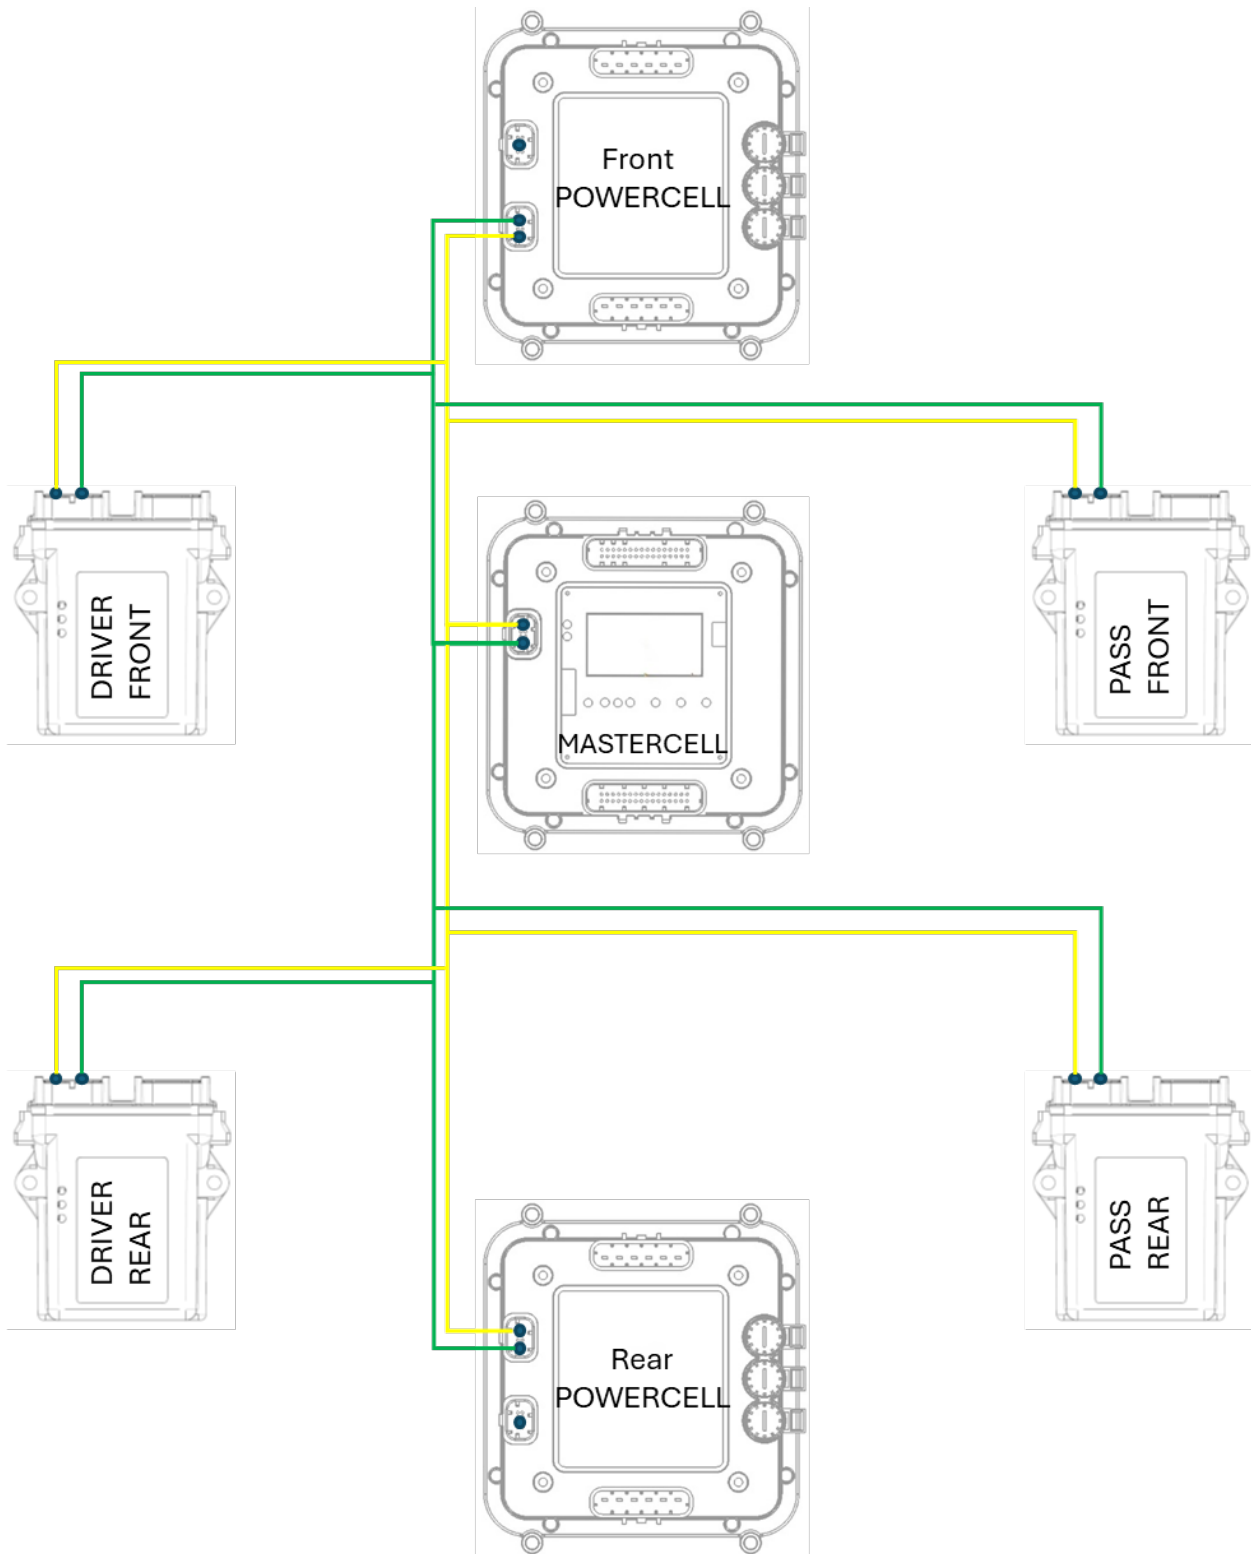 Front
POWERCELL
DRIVER
FRONT
PASS
FRONT
MASTERCELL
DRIVER
REAR
PASS
REAR
Rear
POWERCELL